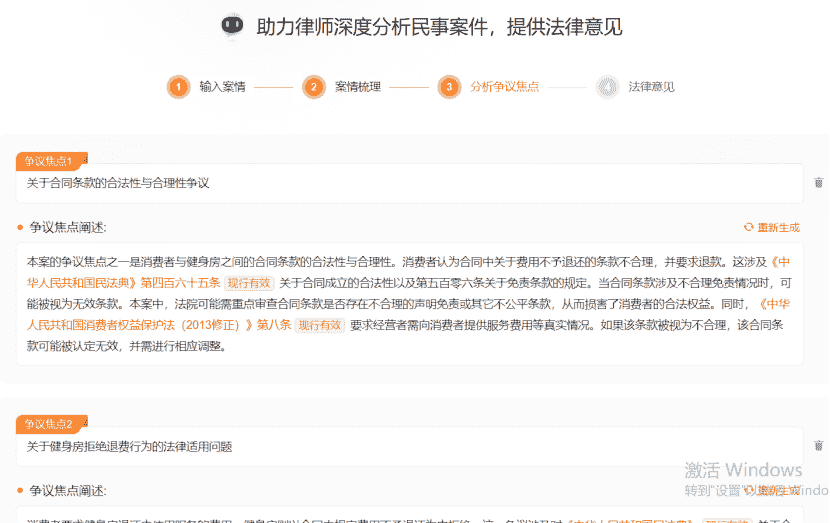 助力律师深度分析民事案件，提供法律意见
1 输入案情 2 案情梳理 3 分析争议焦点 4 法律意见
争议焦点1
关于合同条款的合法性与合理性争议
争议焦点阐述: 重新生成
本案的争议焦点之一是消费者与健身房之间的合同条款的合法性与合理性。消费者认为合同中关于费用不予退还的条款不合理，并要求退款。这涉及《中
华人民共和国民法典》第四百六十五条 现行有效 关于合同成立的合法性以及第五百零六条关于免责条款的规定。当合同条款涉及不合理免责情况时，可
能被视为无效条款。本案中，法院可能需重点审查合同条款是否存在不合理的声明免责或其它不公平条款，从而损害了消费者的合法权益。同时，《中华
人民共和国消费者权益保护法（2013修正）》第八条 现行有效 要求经营者需向消费者提供服务费用等真实情况。如果该条款被视为不合理，该合同条
款可能被认定无效，并需进行相应调整。
争议焦点2
关于健身房拒绝退费行为的法律适用问题
激活 Windows
争议焦点阐述: 重新生成
转到"设置"以激活 Windo